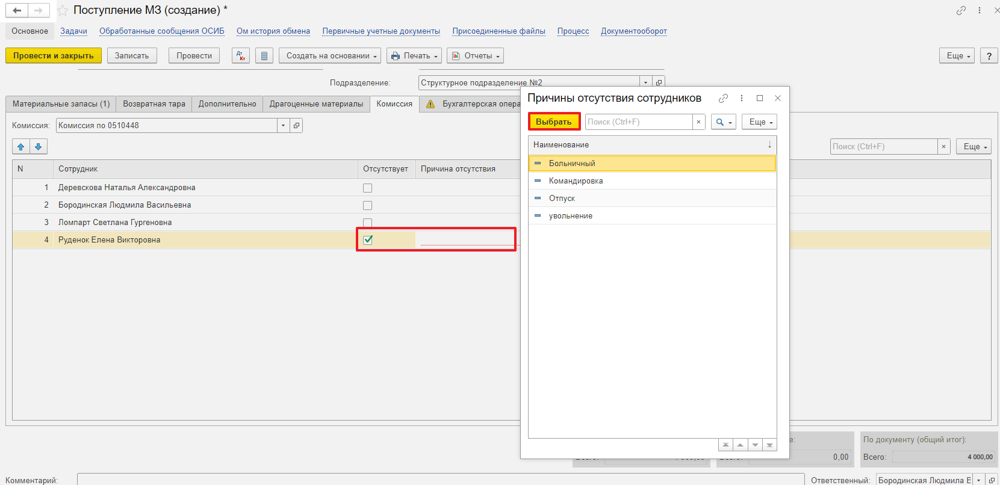 Поступление МЗ (создание) *
Основное Задачи Обработанные сообщения ОСИБ Ом история обмена Первичные учетные документы Присоединенные файлы Процесс Документооборот
Провести и закрыть Записать Провести Дт Кт Создать на основании Печать Отчеты Еще ?
Подразделение: Структурное подразделение №2
Материальные запасы (1) Возвратная тара Дополнительно Драгоценные материалы Комиссия Бухгалтерская опера
Комиссия: Комиссия по 0510448
Поиск (Ctrl+F) × Еще
N Сотрудник Отсутствует Причина отсутствия
1 Деревскова Наталья Александровна
2 Бородинская Людмила Васильевна
3 Ломпарт Светлана Гургеновна
4 Руденок Елена Викторовна
Причины отсутствия сотрудников
Выбрать Поиск (Ctrl+F) × Еще
Наименование ↓
Больничный
Командировка
Отпуск
увольнение
е: По документу (общий итог):
0,00 Всего: 4 000,00
Комментарий: Ответственный: Бородинская Людмила В